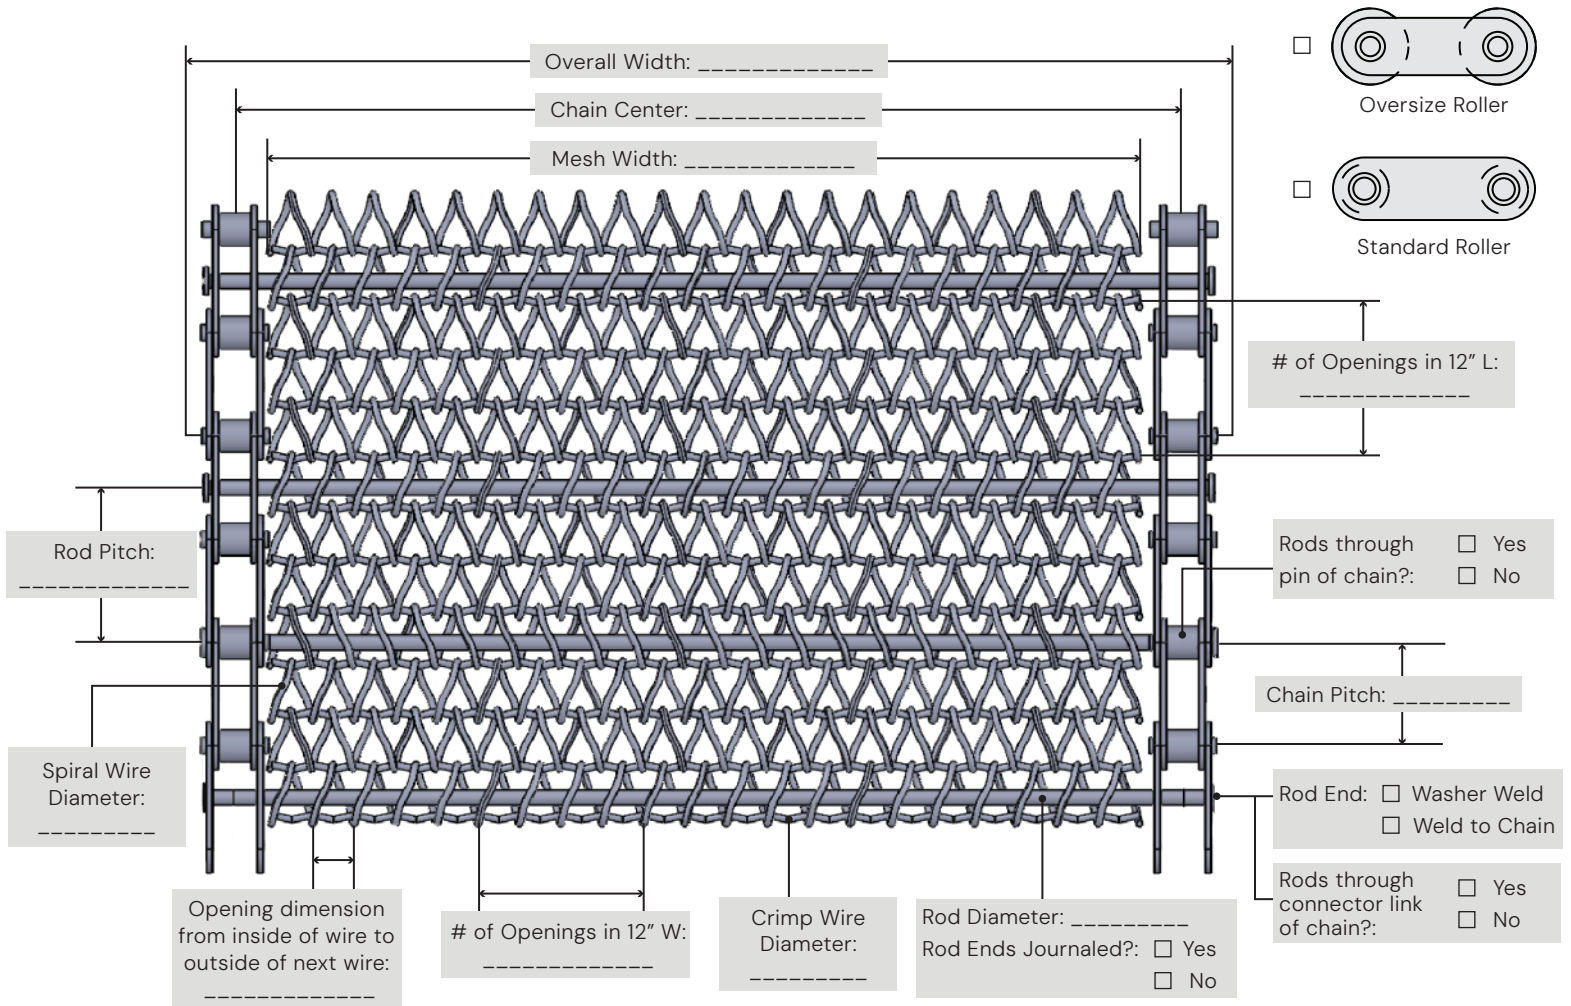 Overall Width: _____________
Chain Center: _____________
Mesh Width: _____________
☐
Oversize Roller
☐
Standard Roller
# of Openings in 12” L:
_____________
Rod Pitch:
_____________
Rods through ☐ Yes
pin of chain?: ☐ No
Chain Pitch: _________
Spiral Wire
Diameter:
_________
Rod End: ☐ Washer Weld
☐ Weld to Chain
Rods through ☐ Yes
connector link
of chain?: ☐ No
Opening dimension
from inside of wire to
outside of next wire:
_____________
# of Openings in 12” W:
_____________
Crimp Wire
Diameter:
_________
Rod Diameter: _________
Rod Ends Journaled?: ☐ Yes
☐ No